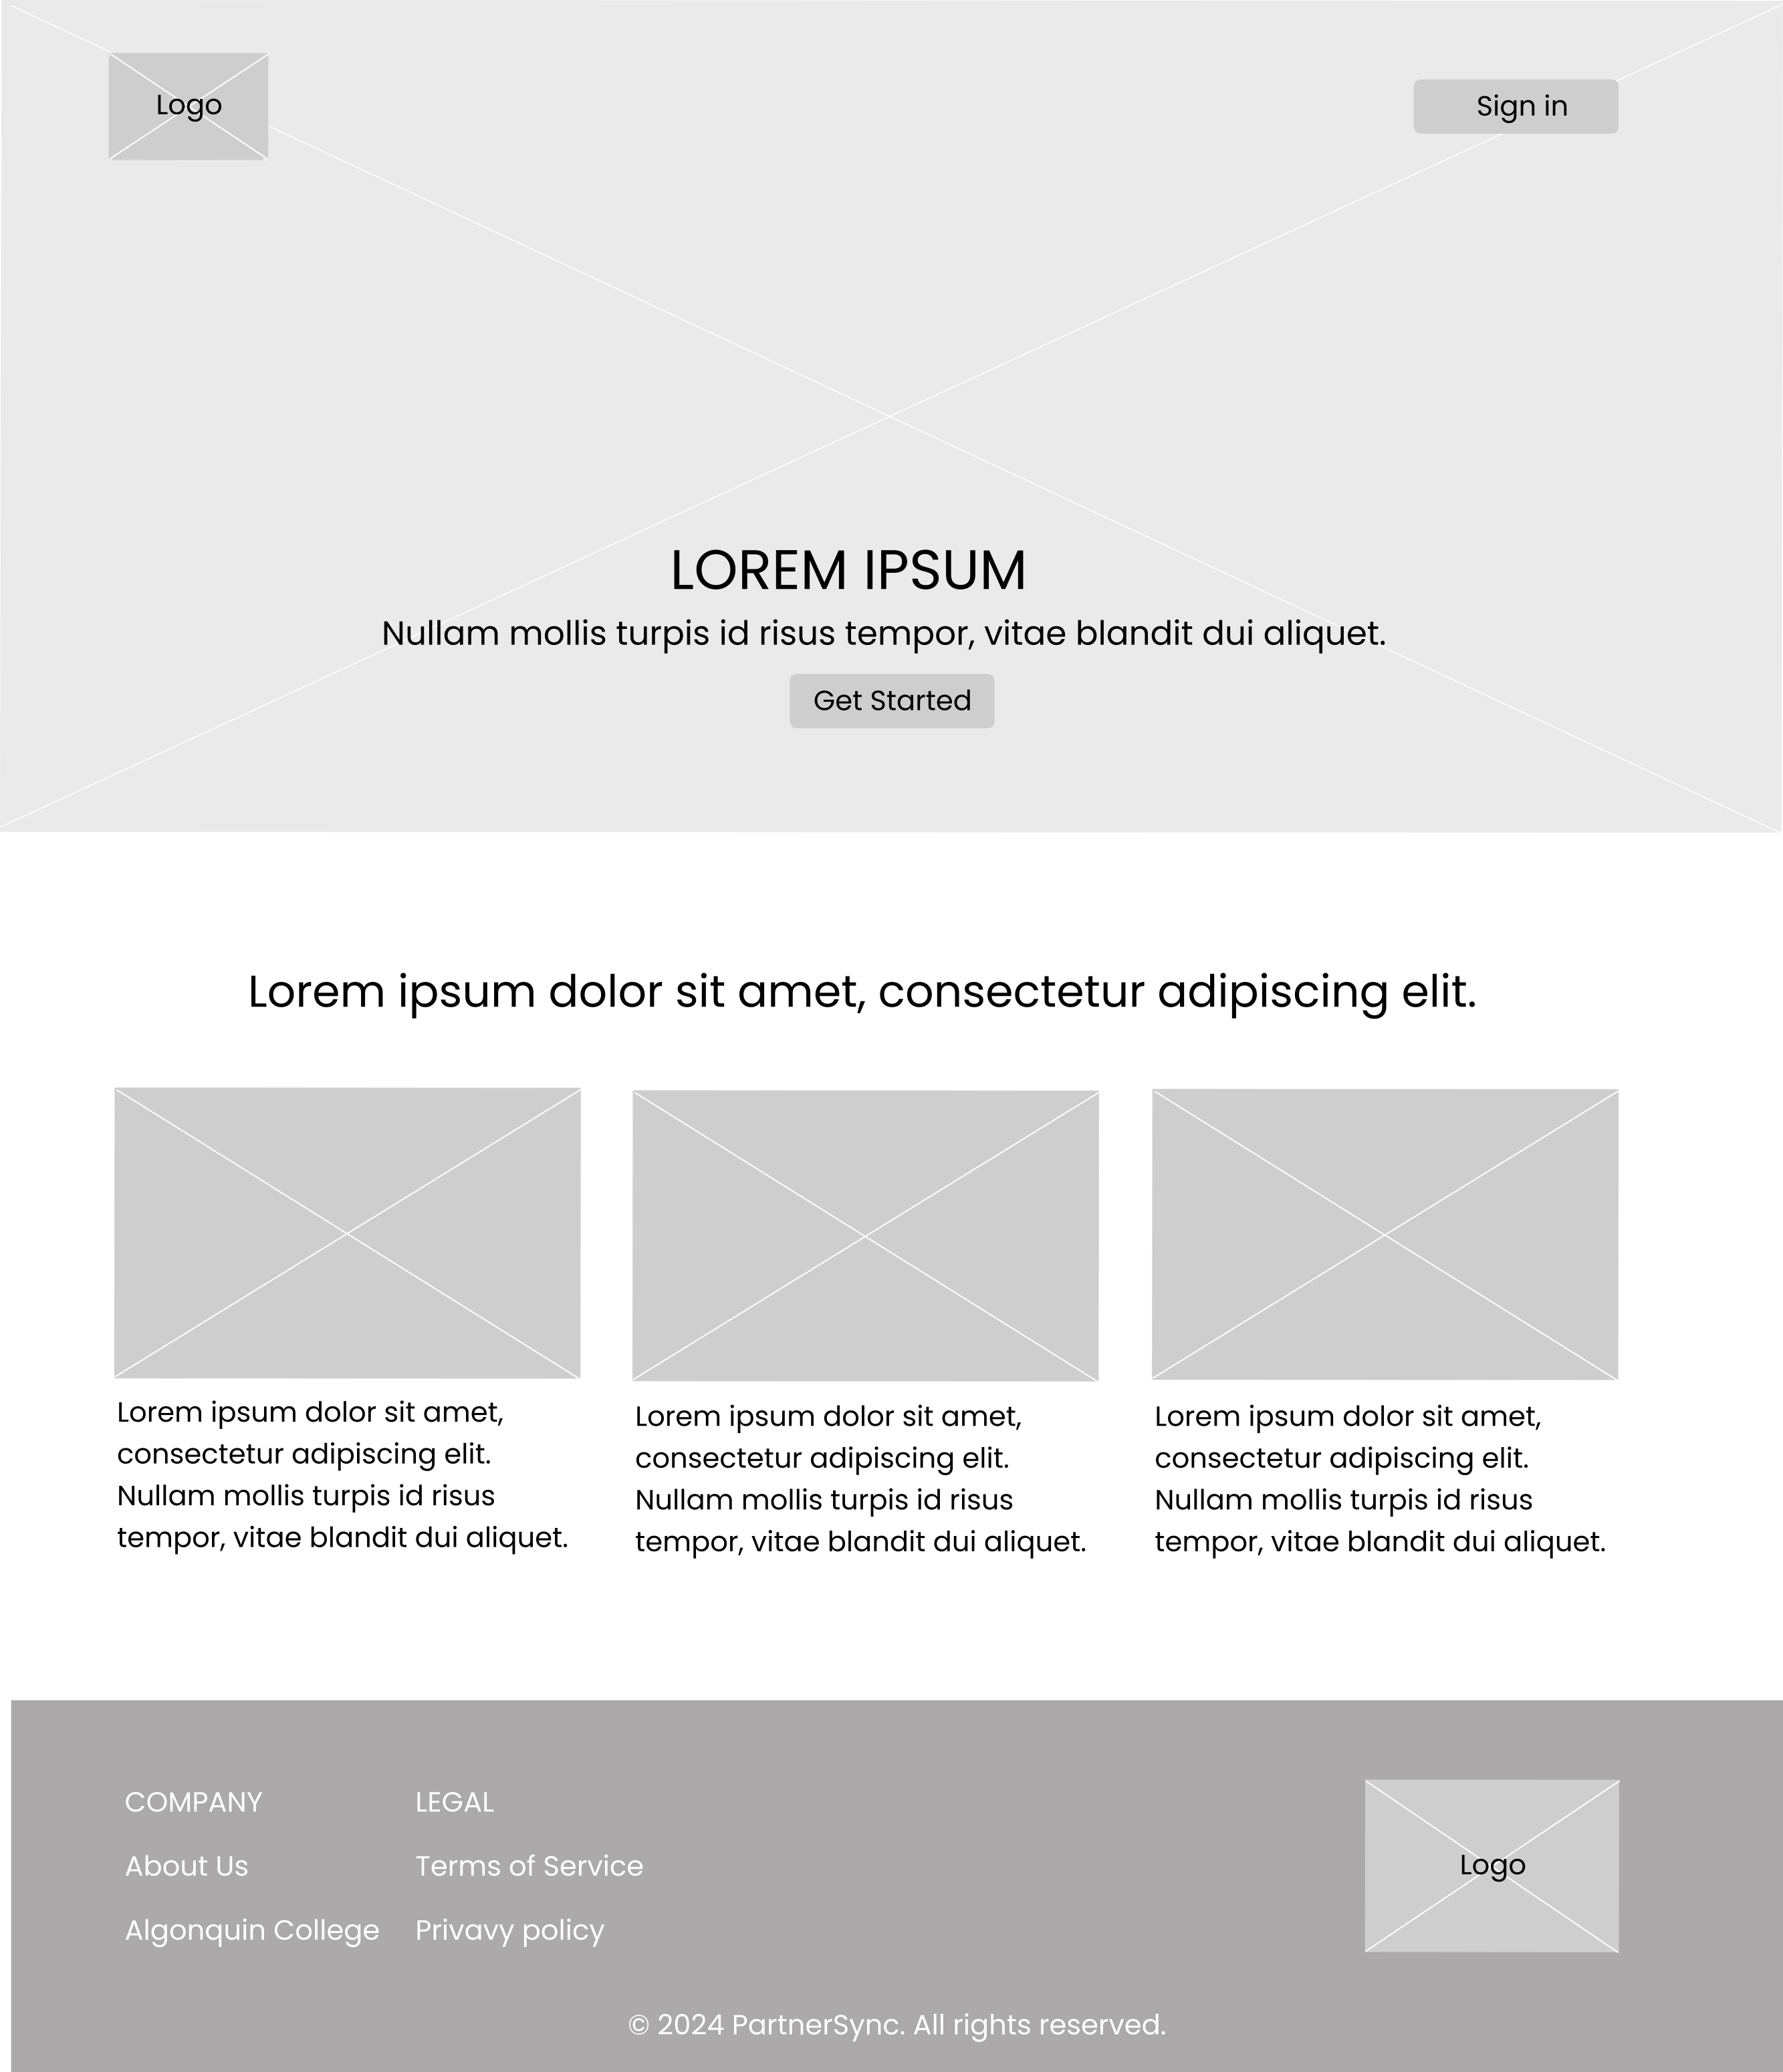 Logo
Sign in
LOREM IPSUM
Nullam mollis turpis id risus tempor, vitae blandit dui aliquet.
Get Started
Lorem ipsum dolor sit amet, consectetur adipiscing elit.
Lorem ipsum dolor sit amet,
consectetur adipiscing elit.
Nullam mollis turpis id risus
tempor, vitae blandit dui aliquet.
Lorem ipsum dolor sit amet,
consectetur adipiscing elit.
Nullam mollis turpis id risus
tempor, vitae blandit dui aliquet.
Lorem ipsum dolor sit amet,
consectetur adipiscing elit.
Nullam mollis turpis id risus
tempor, vitae blandit dui aliquet.
COMPANY
About Us
Algonquin College
LEGAL
Terms of Service
Privavy policy
Logo
© 2024 PartnerSync. All rights reserved.